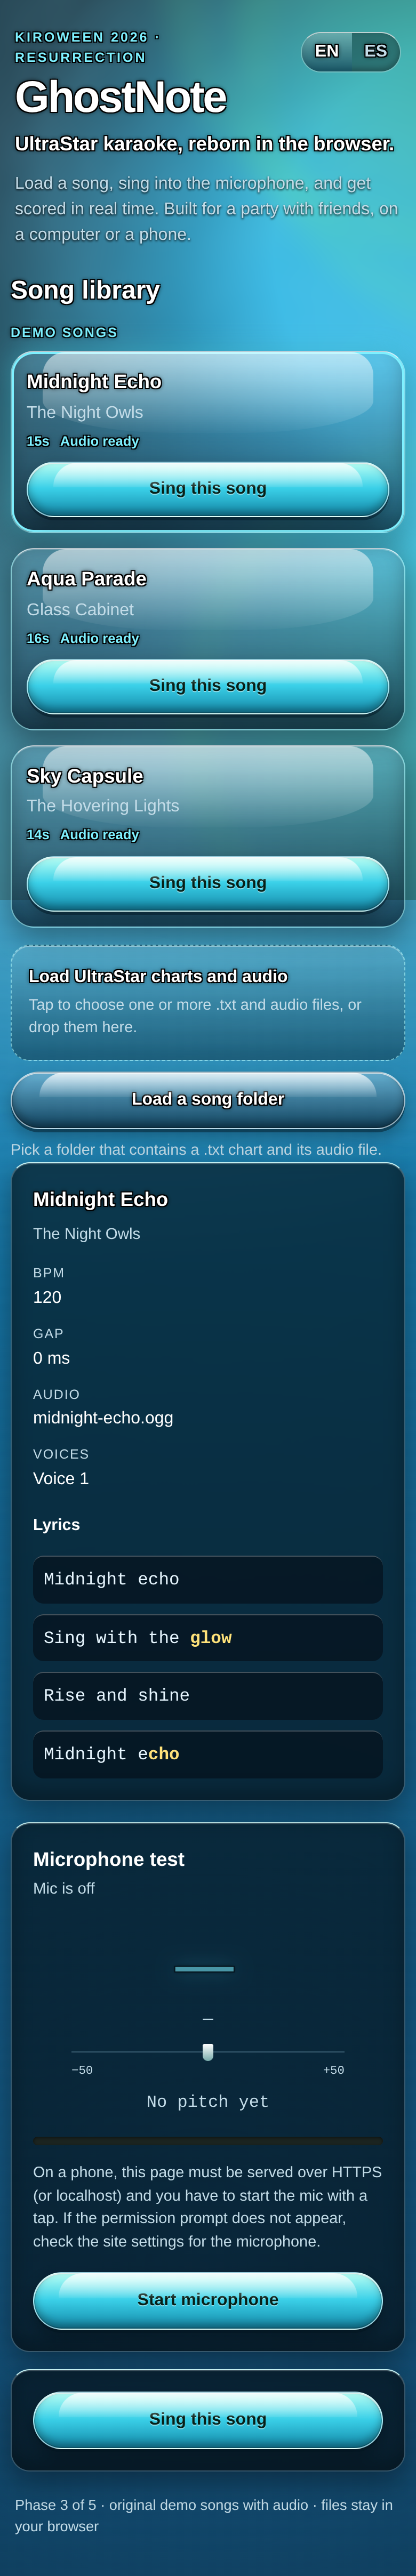 KIROWEEN 2026 ·
RESURRECTION
EN ES
GhostNote
UltraStar karaoke, reborn in the browser.
Load a song, sing into the microphone, and get
scored in real time. Built for a party with friends, on
a computer or a phone.
Song library
DEMO SONGS
Midnight Echo
The Night Owls
15s Audio ready
Sing this song
Aqua Parade
Glass Cabinet
16s Audio ready
Sing this song
Sky Capsule
The Hovering Lights
14s Audio ready
Sing this song
Load UltraStar charts and audio
Tap to choose one or more .txt and audio files, or
drop them here.
Load a song folder
Pick a folder that contains a .txt chart and its audio file.
Midnight Echo
The Night Owls
BPM
120
GAP
0 ms
AUDIO
midnight-echo.ogg
VOICES
Voice 1
Lyrics
Midnight echo
Sing with the glow
Rise and shine
Midnight echo
Microphone test
Mic is off
—
—
−50 +50
No pitch yet
On a phone, this page must be served over HTTPS
(or localhost) and you have to start the mic with a
tap. If the permission prompt does not appear,
check the site settings for the microphone.
Start microphone
Sing this song
Phase 3 of 5 · original demo songs with audio · files stay in
your browser